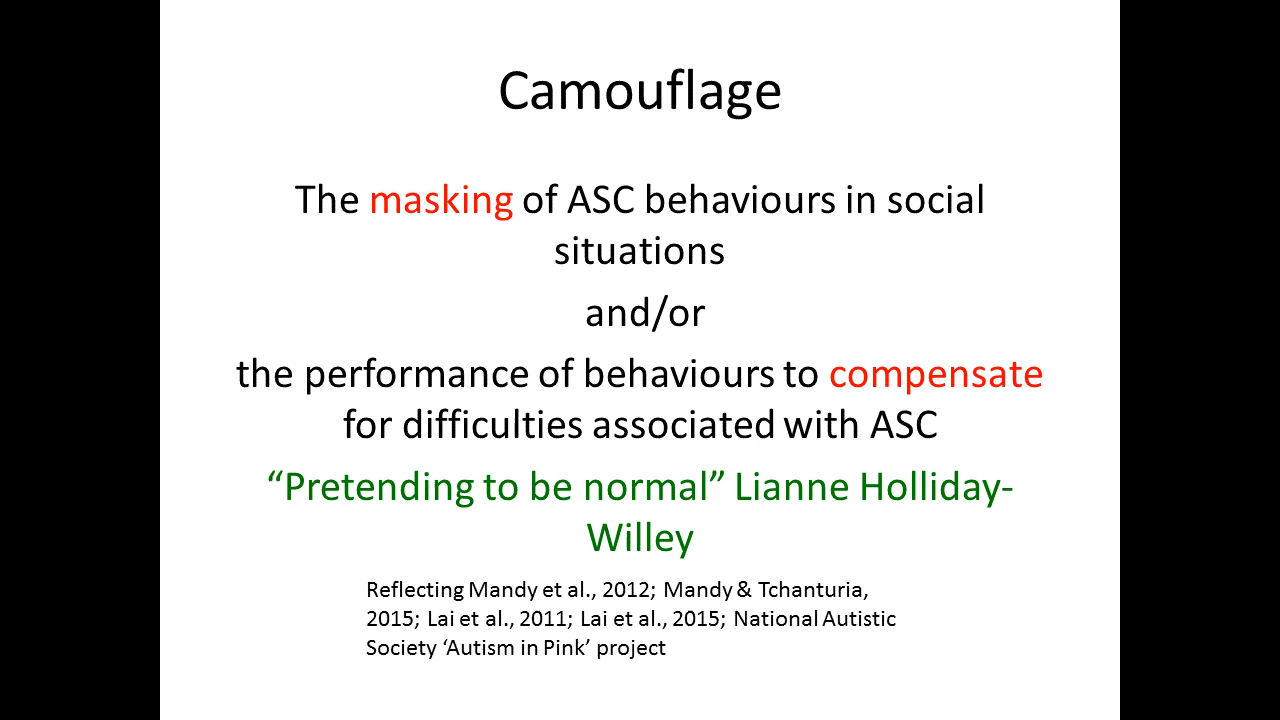 Camouflage
The masking of ASC behaviours in social
situations
and/or
the performance of behaviours to compensate
for difficulties associated with ASC
“Pretending to be normal” Lianne Holliday-
Willey
Reflecting Mandy et al., 2012; Mandy & Tchanturia,
2015; Lai et al., 2011; Lai et al., 2015; National Autistic
Society ‘Autism in Pink’ project